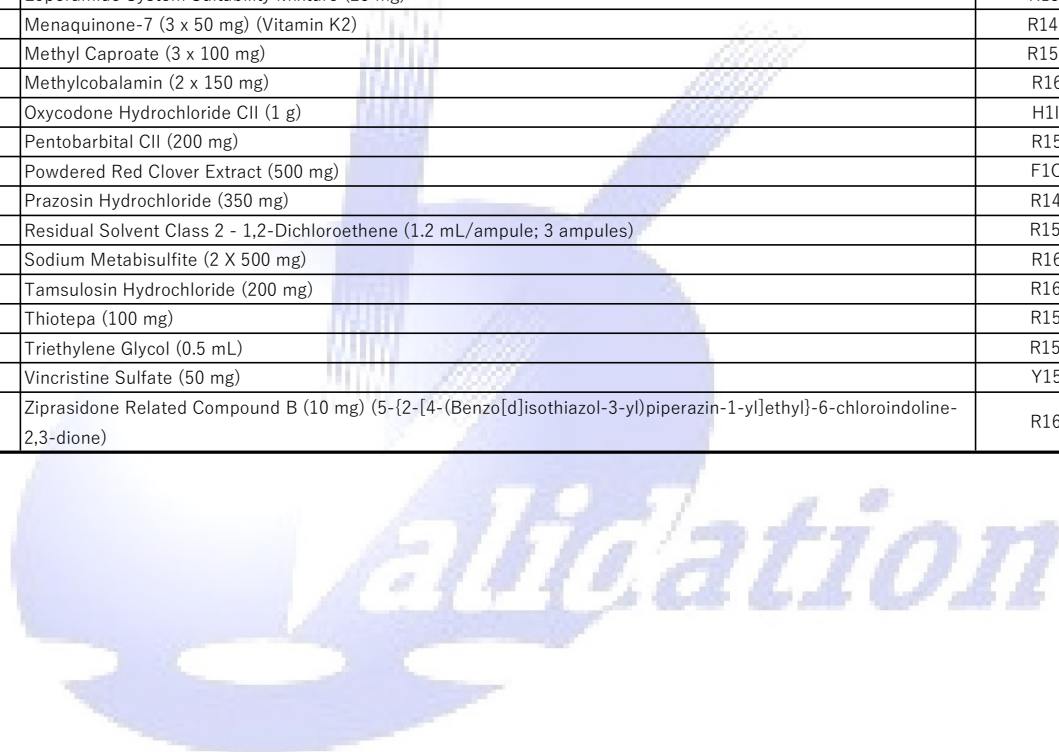 Loperamide System Suitability Mixture
Menaquinone-7 (3 x 50 mg) (Vitamin K2) R14
Methyl Caproate (3 x 100 mg) R15
Methylcobalamin (2 x 150 mg) R16
Oxycodone Hydrochloride CII (1 g)
Pentobarbital CII (200 mg) R15
Powdered Red Clover Extract (500 mg)
Prazosin Hydrochloride (350 mg) R14
Residual Solvent Class 2 - 1,2-Dichloroethene (1.2 mL/ampule; 3 ampules) R15
Sodium Metabisulfite (2 X 500 mg) R16
Tamsulosin Hydrochloride (200 mg) R16
Thiotepa (100 mg) R15
Triethylene Glycol (0.5 mL) R15
Vincristine Sulfate (50 mg) Y15
Ziprasidone Related Compound B (10 mg) (5-{2-[4-(Benzo[d]isothiazol-3-yl)piperazin-1-yl]ethyl}-6-chloroindoline-
2,3-dione) R16
Validation